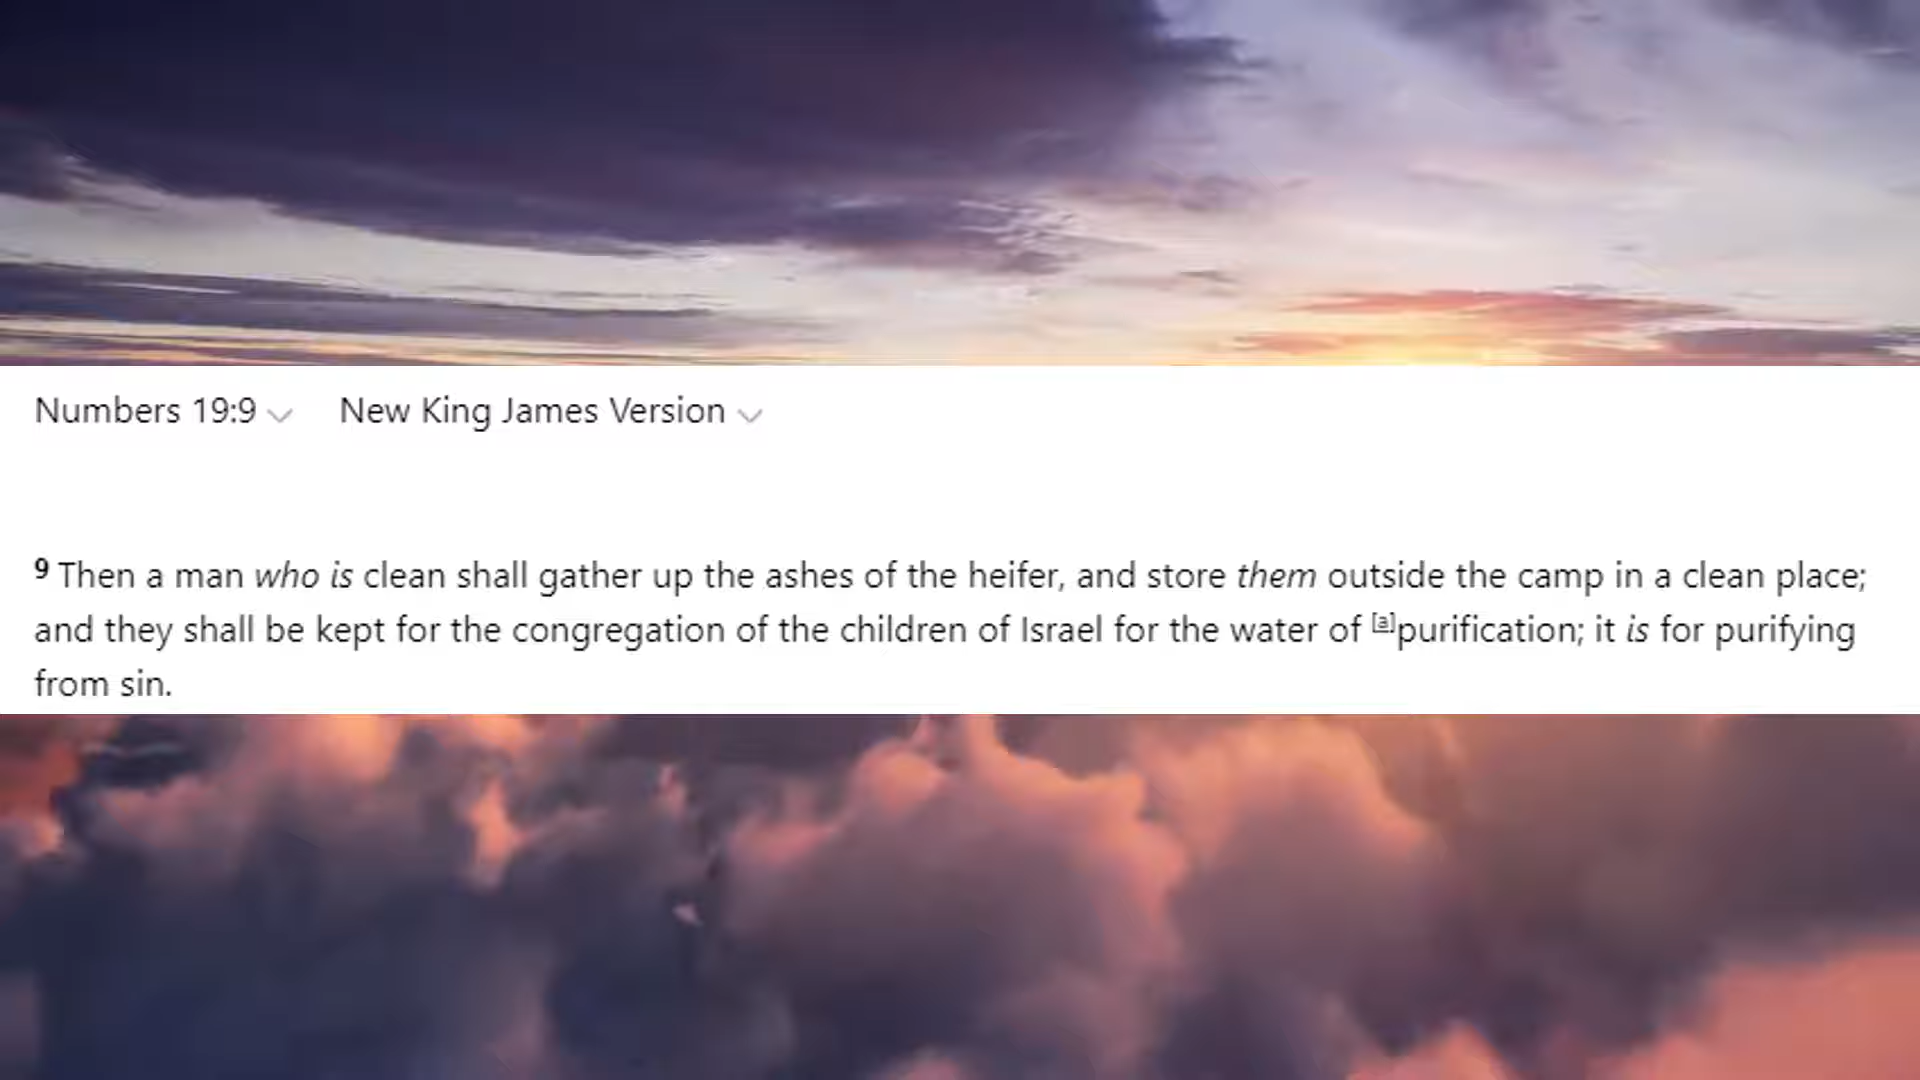 Numbers 19:9 New King James Version
9 Then a man who is clean shall gather up the ashes of the heifer, and store them outside the camp in a clean place;
and they shall be kept for the congregation of the children of Israel for the water of [a]purification; it is for purifying
from sin.